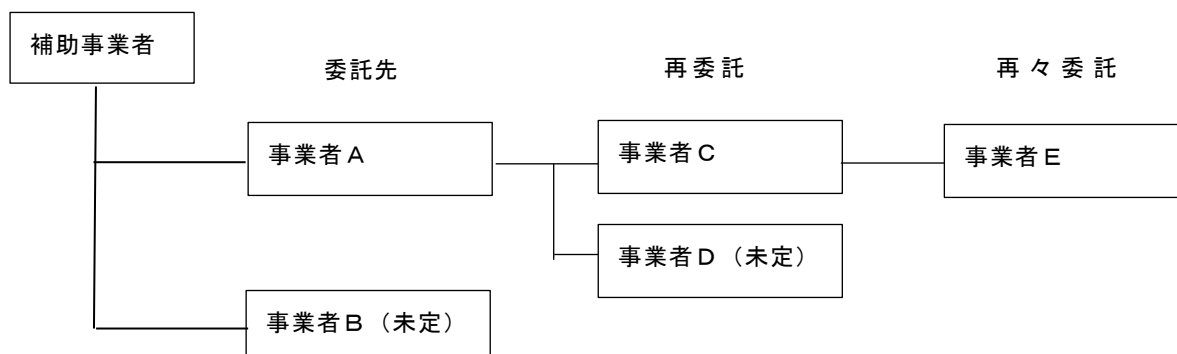 補助事業者
委託先
再委託
再々委託
事業者A
事業者C
事業者E
事業者D（未定）
事業者B（未定）